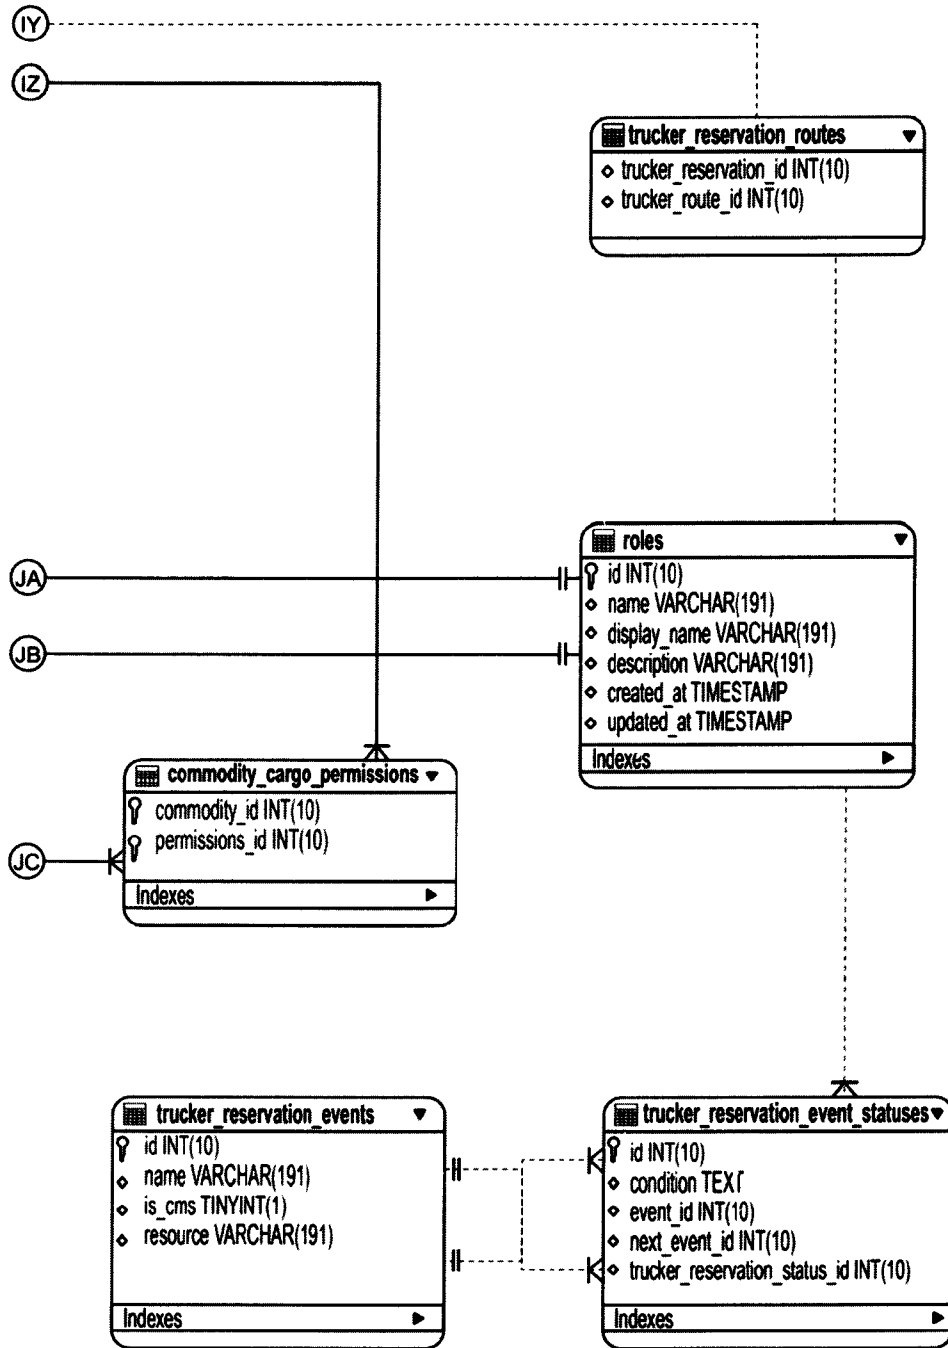 IY
IZ
trucker_reservation_routes
trucker_reservation_id INT(10)
trucker_route_id INT(10)
roles
JA
id INT(10)
name VARCHAR(191)
display_name VARCHAR(191)
JB
description VARCHAR(191)
created_at TIMESTAMP
updated_at TIMESTAMP
Indexes
commodity_cargo_permissions
commodity_id INT(10)
permissions_id INT(10)
JC
Indexes
trucker_reservation_events
id INT(10)
name VARCHAR(191)
is_cms TINYINT(1)
resource VARCHAR(191)
Indexes
trucker_reservation_event_statuses
id INT(10)
condition TEXT
event_id INT(10)
next_event_id INT(10)
trucker_reservation_status_id INT(10)
Indexes